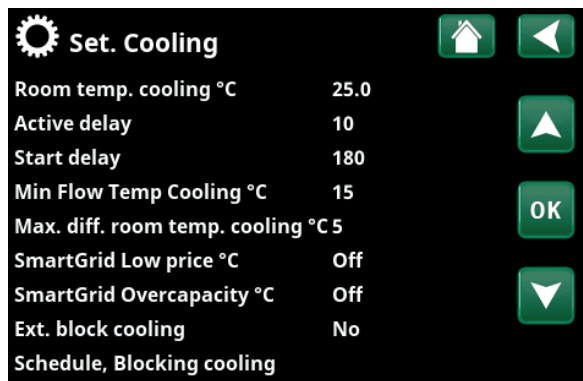 Set. Cooling
Room temp. cooling °C 25.0
Active delay 10
Start delay 180
Min Flow Temp Cooling °C 15
Max. diff. room temp. cooling °C 5
OK
SmartGrid Low price °C Off
SmartGrid Overcapacity °C Off
Ext. block cooling No
Schedule, Blocking cooling